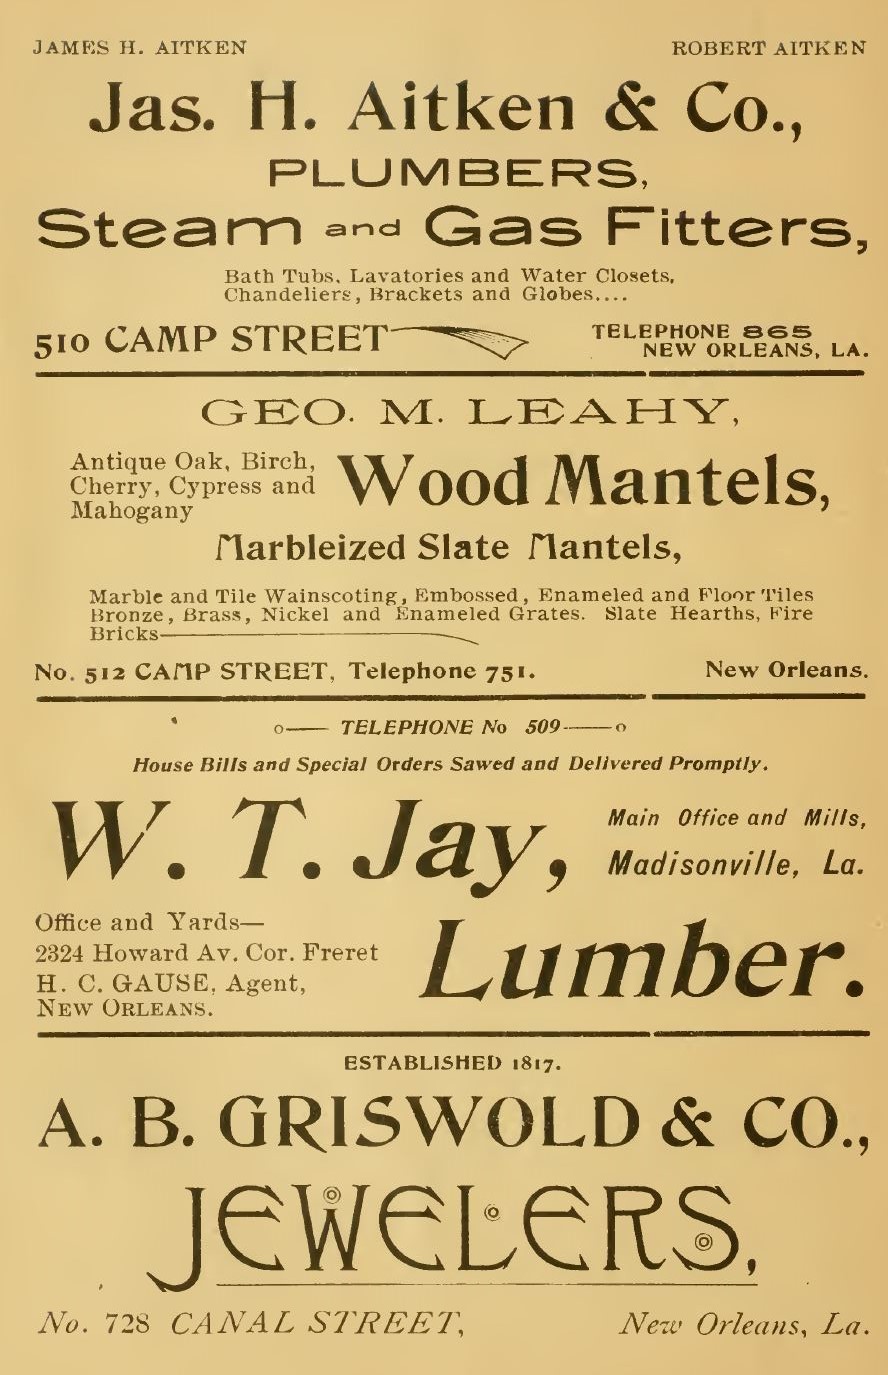 JAMES H. AITKEN ROBERT AITKEN
Jas. H. Aitken & Co.,
PLUMBERS,
Steam and Gas Fitters,
Bath Tubs, Lavatories and Water Closets,
Chandeliers, Brackets and Globes....
510 CAMP STREET TELEPHONE 865
NEW ORLEANS, LA.
GEO. M. LEAHY,
Antique Oak, Birch,
Cherry, Cypress and
Mahogany
Wood Mantels,
Marbleized Slate Mantels,
Marble and Tile Wainscoting, Embossed, Enameled and Floor Tiles
Bronze, Brass, Nickel and Enameled Grates. Slate Hearths, Fire
Bricks
No. 512 CAMP STREET, Telephone 751. New Orleans.
TELEPHONE No 509
House Bills and Special Orders Sawed and Delivered Promptly.
W. T. Jay,
Main Office and Mills,
Madisonville, La.
Office and Yards—
2324 Howard Av. Cor. Freret
H. C. GAUSE, Agent,
NEW ORLEANS.
Lumber.
ESTABLISHED 1817.
A. B. GRISWOLD & CO.,
JEWELERS,
No. 728 CANAL STREET, New Orleans, La.